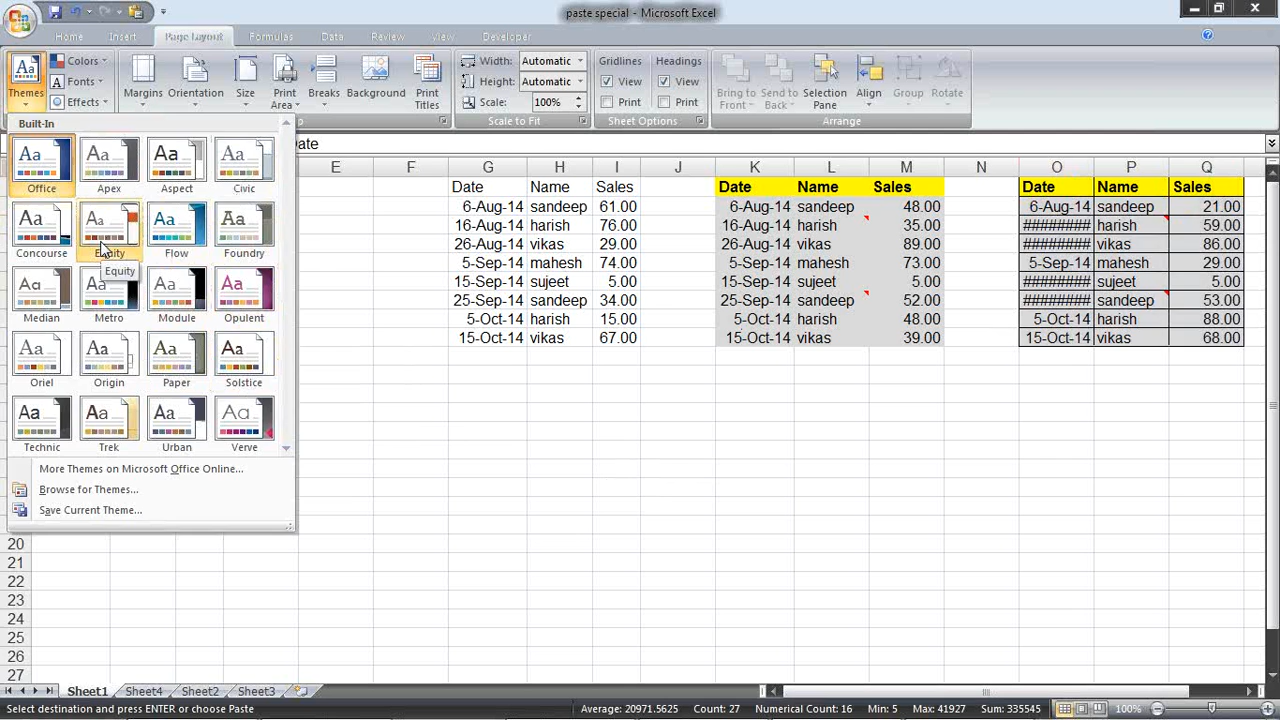 paste special - Microsoft Excel
Home Insert Page Layout Formulas Data Review View Developer
Themes Colors Fonts Effects Margins Orientation Size Print Area Breaks Background Print Titles
Width: Automatic Height: Automatic Scale: 100%
Gridlines View Print Headings View Print
Bring to Front Send to Back Selection Pane Align Group Rotate
Scale to Fit Sheet Options Arrange
Built-In
Office Apex Aspect Civic
Concourse Equity Flow Foundry
Equity
Median Metro Module Opulent
Oriel Origin Paper Solstice
Technic Trek Urban Verve
More Themes on Microsoft Office Online...
Browse for Themes...
Save Current Theme...
E F G H I J K L M N O P Q
Date Name Sales Date Name Sales Date Name Sales
6-Aug-14 sandeep 61.00 6-Aug-14 sandeep 48.00 6-Aug-14 sandeep 21.00
16-Aug-14 harish 76.00 16-Aug-14 harish 35.00 ######## harish 59.00
26-Aug-14 vikas 29.00 26-Aug-14 vikas 89.00 ######## vikas 86.00
5-Sep-14 mahesh 74.00 5-Sep-14 mahesh 73.00 ######## mahesh 29.00
15-Sep-14 sujeet 5.00 15-Sep-14 sujeet 5.00 ######## sujeet 5.00
25-Sep-14 sandeep 34.00 25-Sep-14 sandeep 52.00 ######## sandeep 53.00
5-Oct-14 harish 15.00 5-Oct-14 harish 48.00 5-Oct-14 harish 88.00
15-Oct-14 vikas 67.00 15-Oct-14 vikas 39.00 15-Oct-14 vikas 68.00
20
21
22
23
24
25
26
27
Sheet1 Sheet4 Sheet2 Sheet3
Select destination and press ENTER or choose Paste Average: 20971.5625 Count: 27 Numerical Count: 16 Min: 5 Max: 41927 Sum: 335545 100%